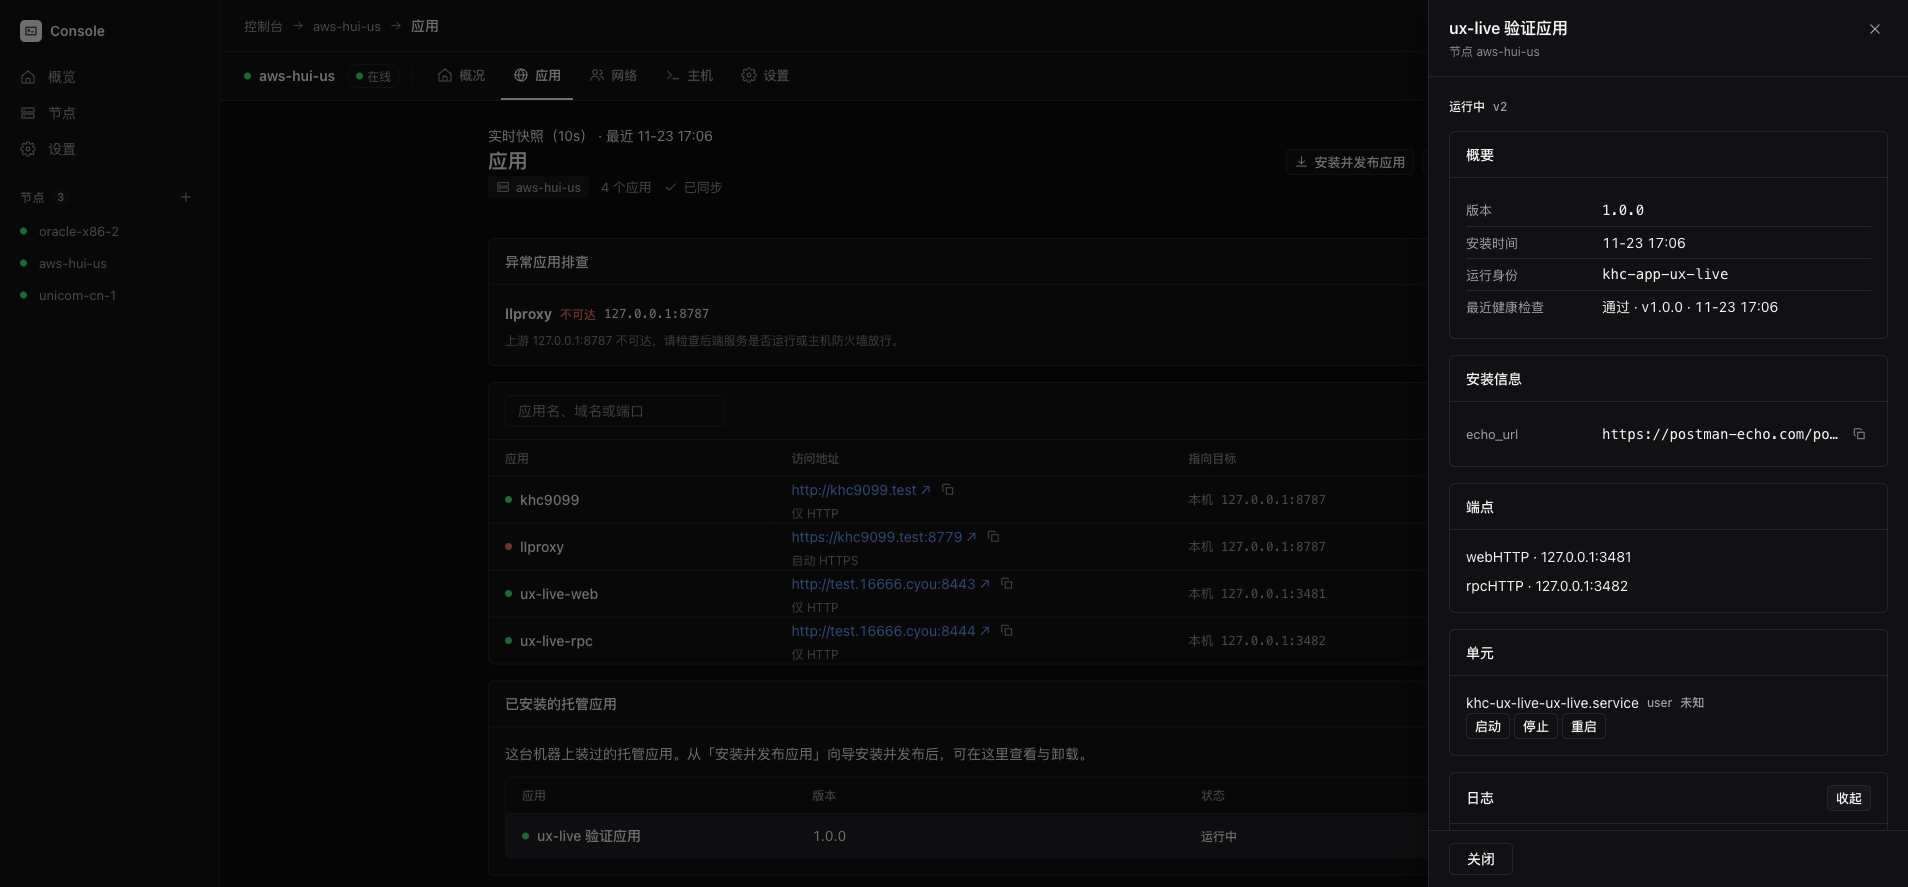 Console
概览
节点
设置
节点 3
oracle-x86-2
aws-hui-us
unicom-cn-1
控制台 → aws-hui-us → 应用
aws-hui-us 在线 概况 应用 网络 主机 设置
实时快照（10s） · 最近 11-23 17:06
应用
安装并发布应用
aws-hui-us 4 个应用 已同步
异常应用排查
llproxy 不可达 127.0.0.1:8787
上游 127.0.0.1:8787 不可达，请检查后端服务是否运行或主机防火墙放行。
应用名、域名或端口
应用 访问地址 指向目标
khc9099 http://khc9099.test 本机 127.0.0.1:8787
仅 HTTP
llproxy https://khc9099.test:8779 本机 127.0.0.1:8787
自动 HTTPS
ux-live-web http://test.16666.cyou:8443 本机 127.0.0.1:3481
仅 HTTP
ux-live-rpc http://test.16666.cyou:8444 本机 127.0.0.1:3482
仅 HTTP
已安装的托管应用
这台机器上装过的托管应用。从「安装并发布应用」向导安装并发布后，可在这里查看与卸载。
应用 版本 状态
ux-live 验证应用 1.0.0 运行中
ux-live 验证应用
节点 aws-hui-us
运行中 v2
概要
版本 1.0.0
安装时间 11-23 17:06
运行身份 khc-app-ux-live
最近健康检查 通过 · v1.0.0 · 11-23 17:06
安装信息
echo_url https://postman-echo.com/po…
端点
webHTTP · 127.0.0.1:3481
rpcHTTP · 127.0.0.1:3482
单元
khc-ux-live-ux-live.service user 未知
启动 停止 重启
日志 收起
关闭